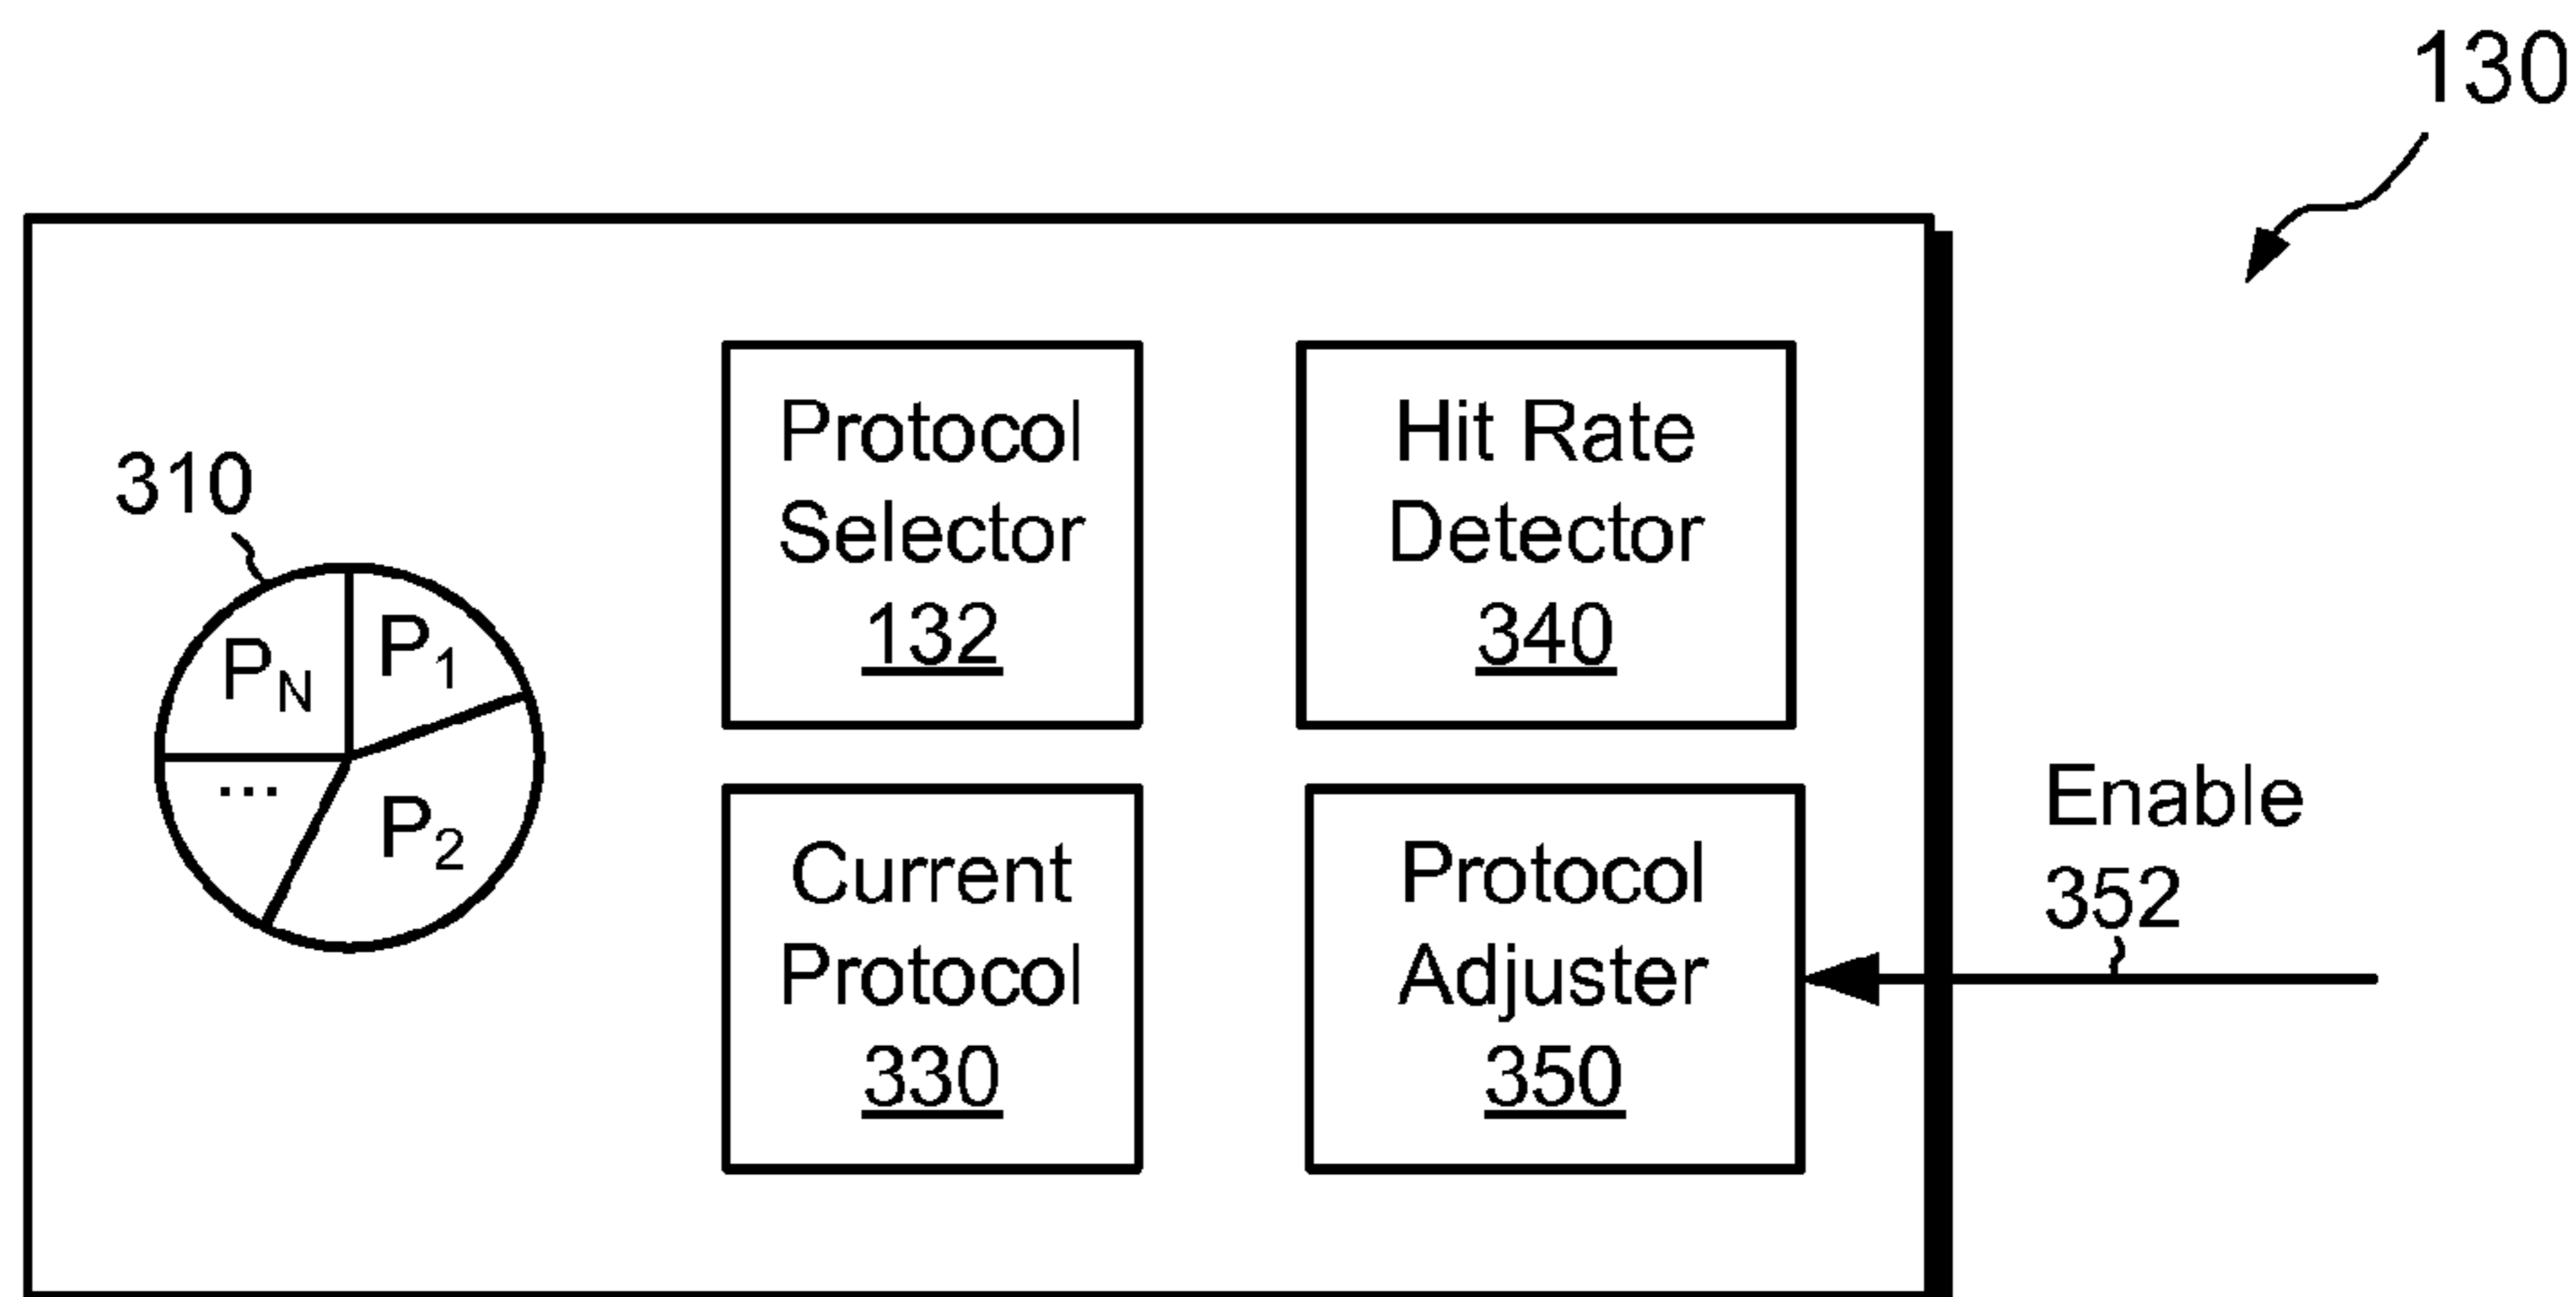 130
310
P1
PN
...
P2
Protocol
Selector
132
Hit Rate
Detector
340
Current
Protocol
330
Protocol
Adjuster
350
Enable
352